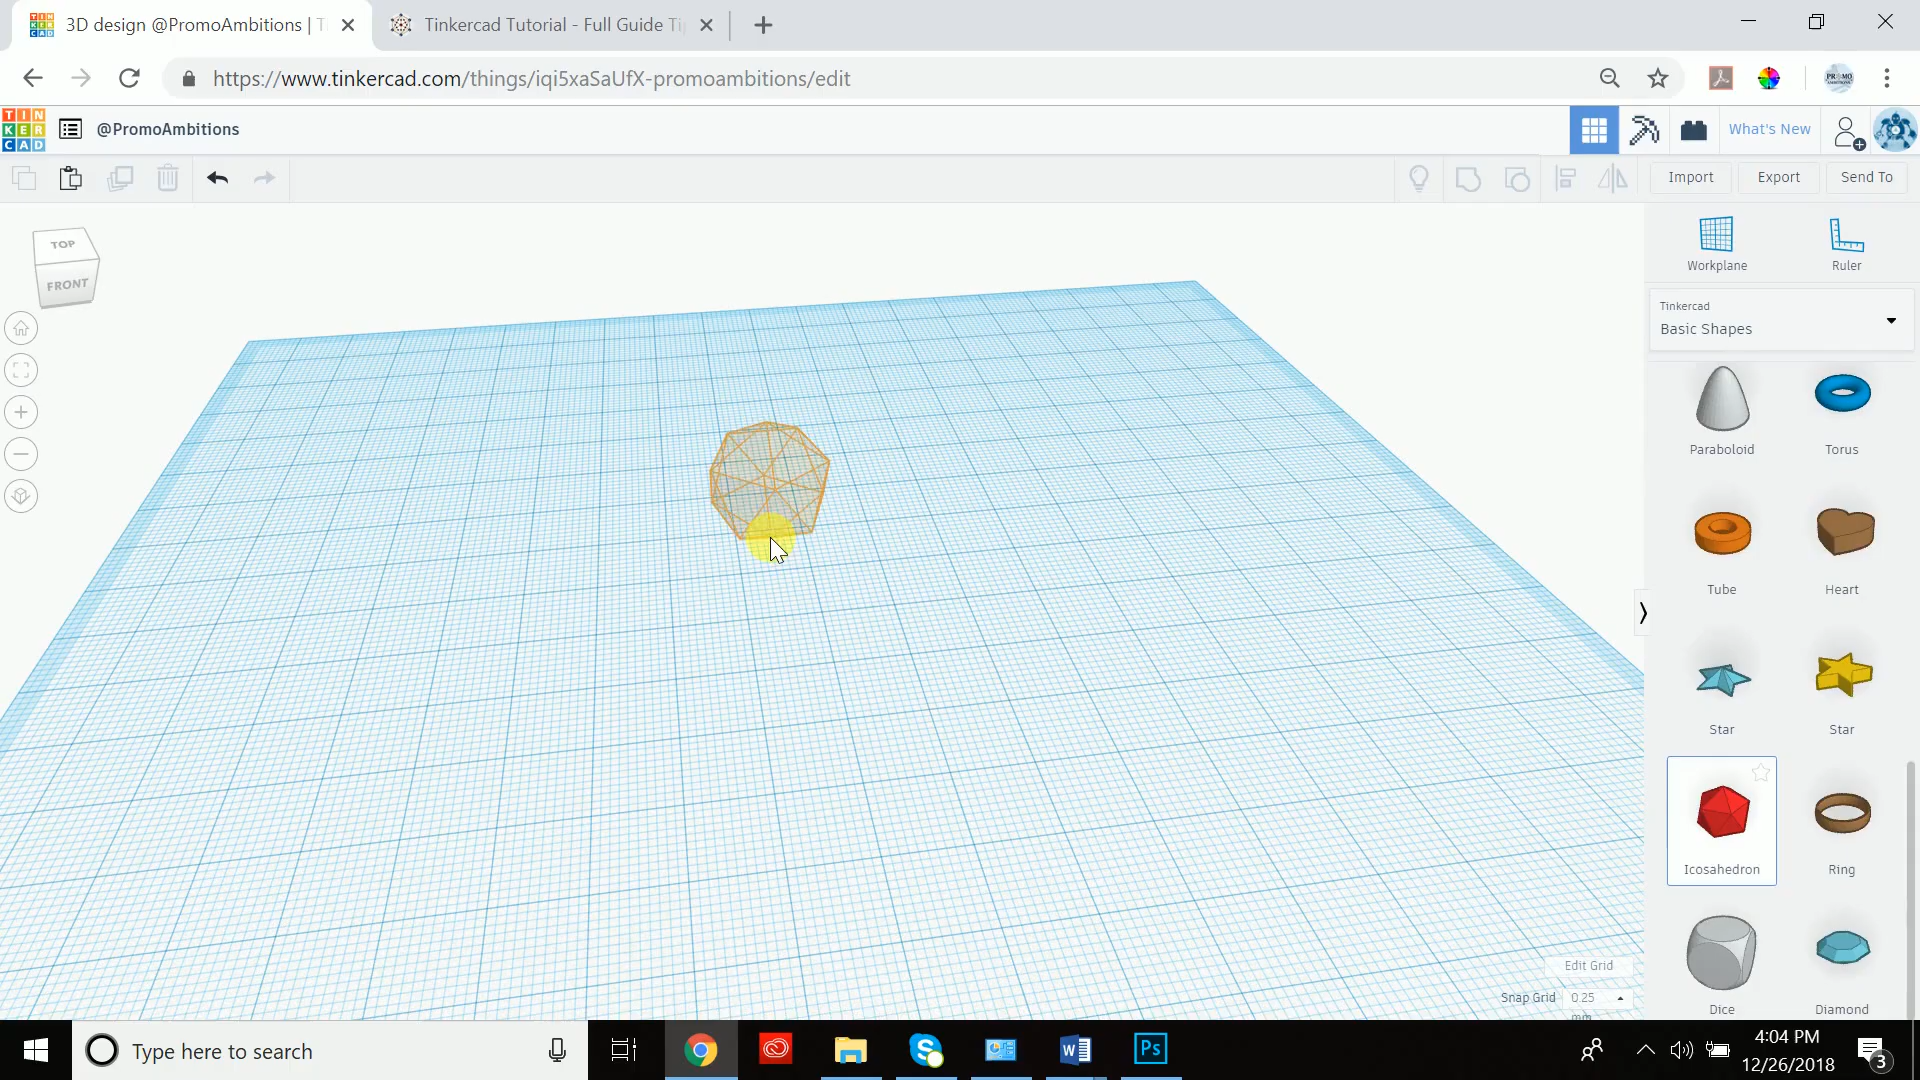 3D design @PromoAmbitions | T
Tinkercad Tutorial - Full Guide Ti
https://www.tinkercad.com/things/iqi5xaSaUfX-promoambitions/edit
TIN
KER
CAD
@PromoAmbitions
What's New
Import
Export
Send To
TOP
FRONT
Workplane
Ruler
Tinkercad
Basic Shapes
Paraboloid
Torus
Tube
Heart
Star
Star
Icosahedron
Ring
Dice
Diamond
Edit Grid
Snap Grid
0.25
mm
Type here to search
Ps
4:04 PM
12/26/2018
3